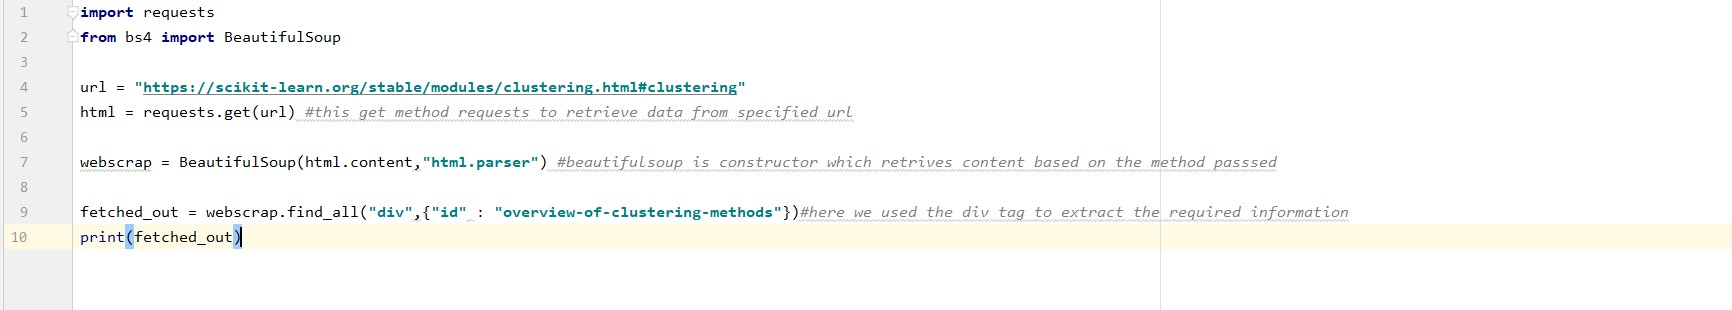 1 import requests
2 from bs4 import BeautifulSoup
3
4 url = "https://scikit-learn.org/stable/modules/clustering.html#clustering"
5 html = requests.get(url) #this get method requests to retrieve data from specified url
6
7 webscrap = BeautifulSoup(html.content,"html.parser") #beautifulsoup is constructor which retrives content based on the method passsed
8
9 fetched_out = webscrap.find_all("div",{"id" : "overview-of-clustering-methods"})#here we used the div tag to extract the required information
10 print(fetched_out)